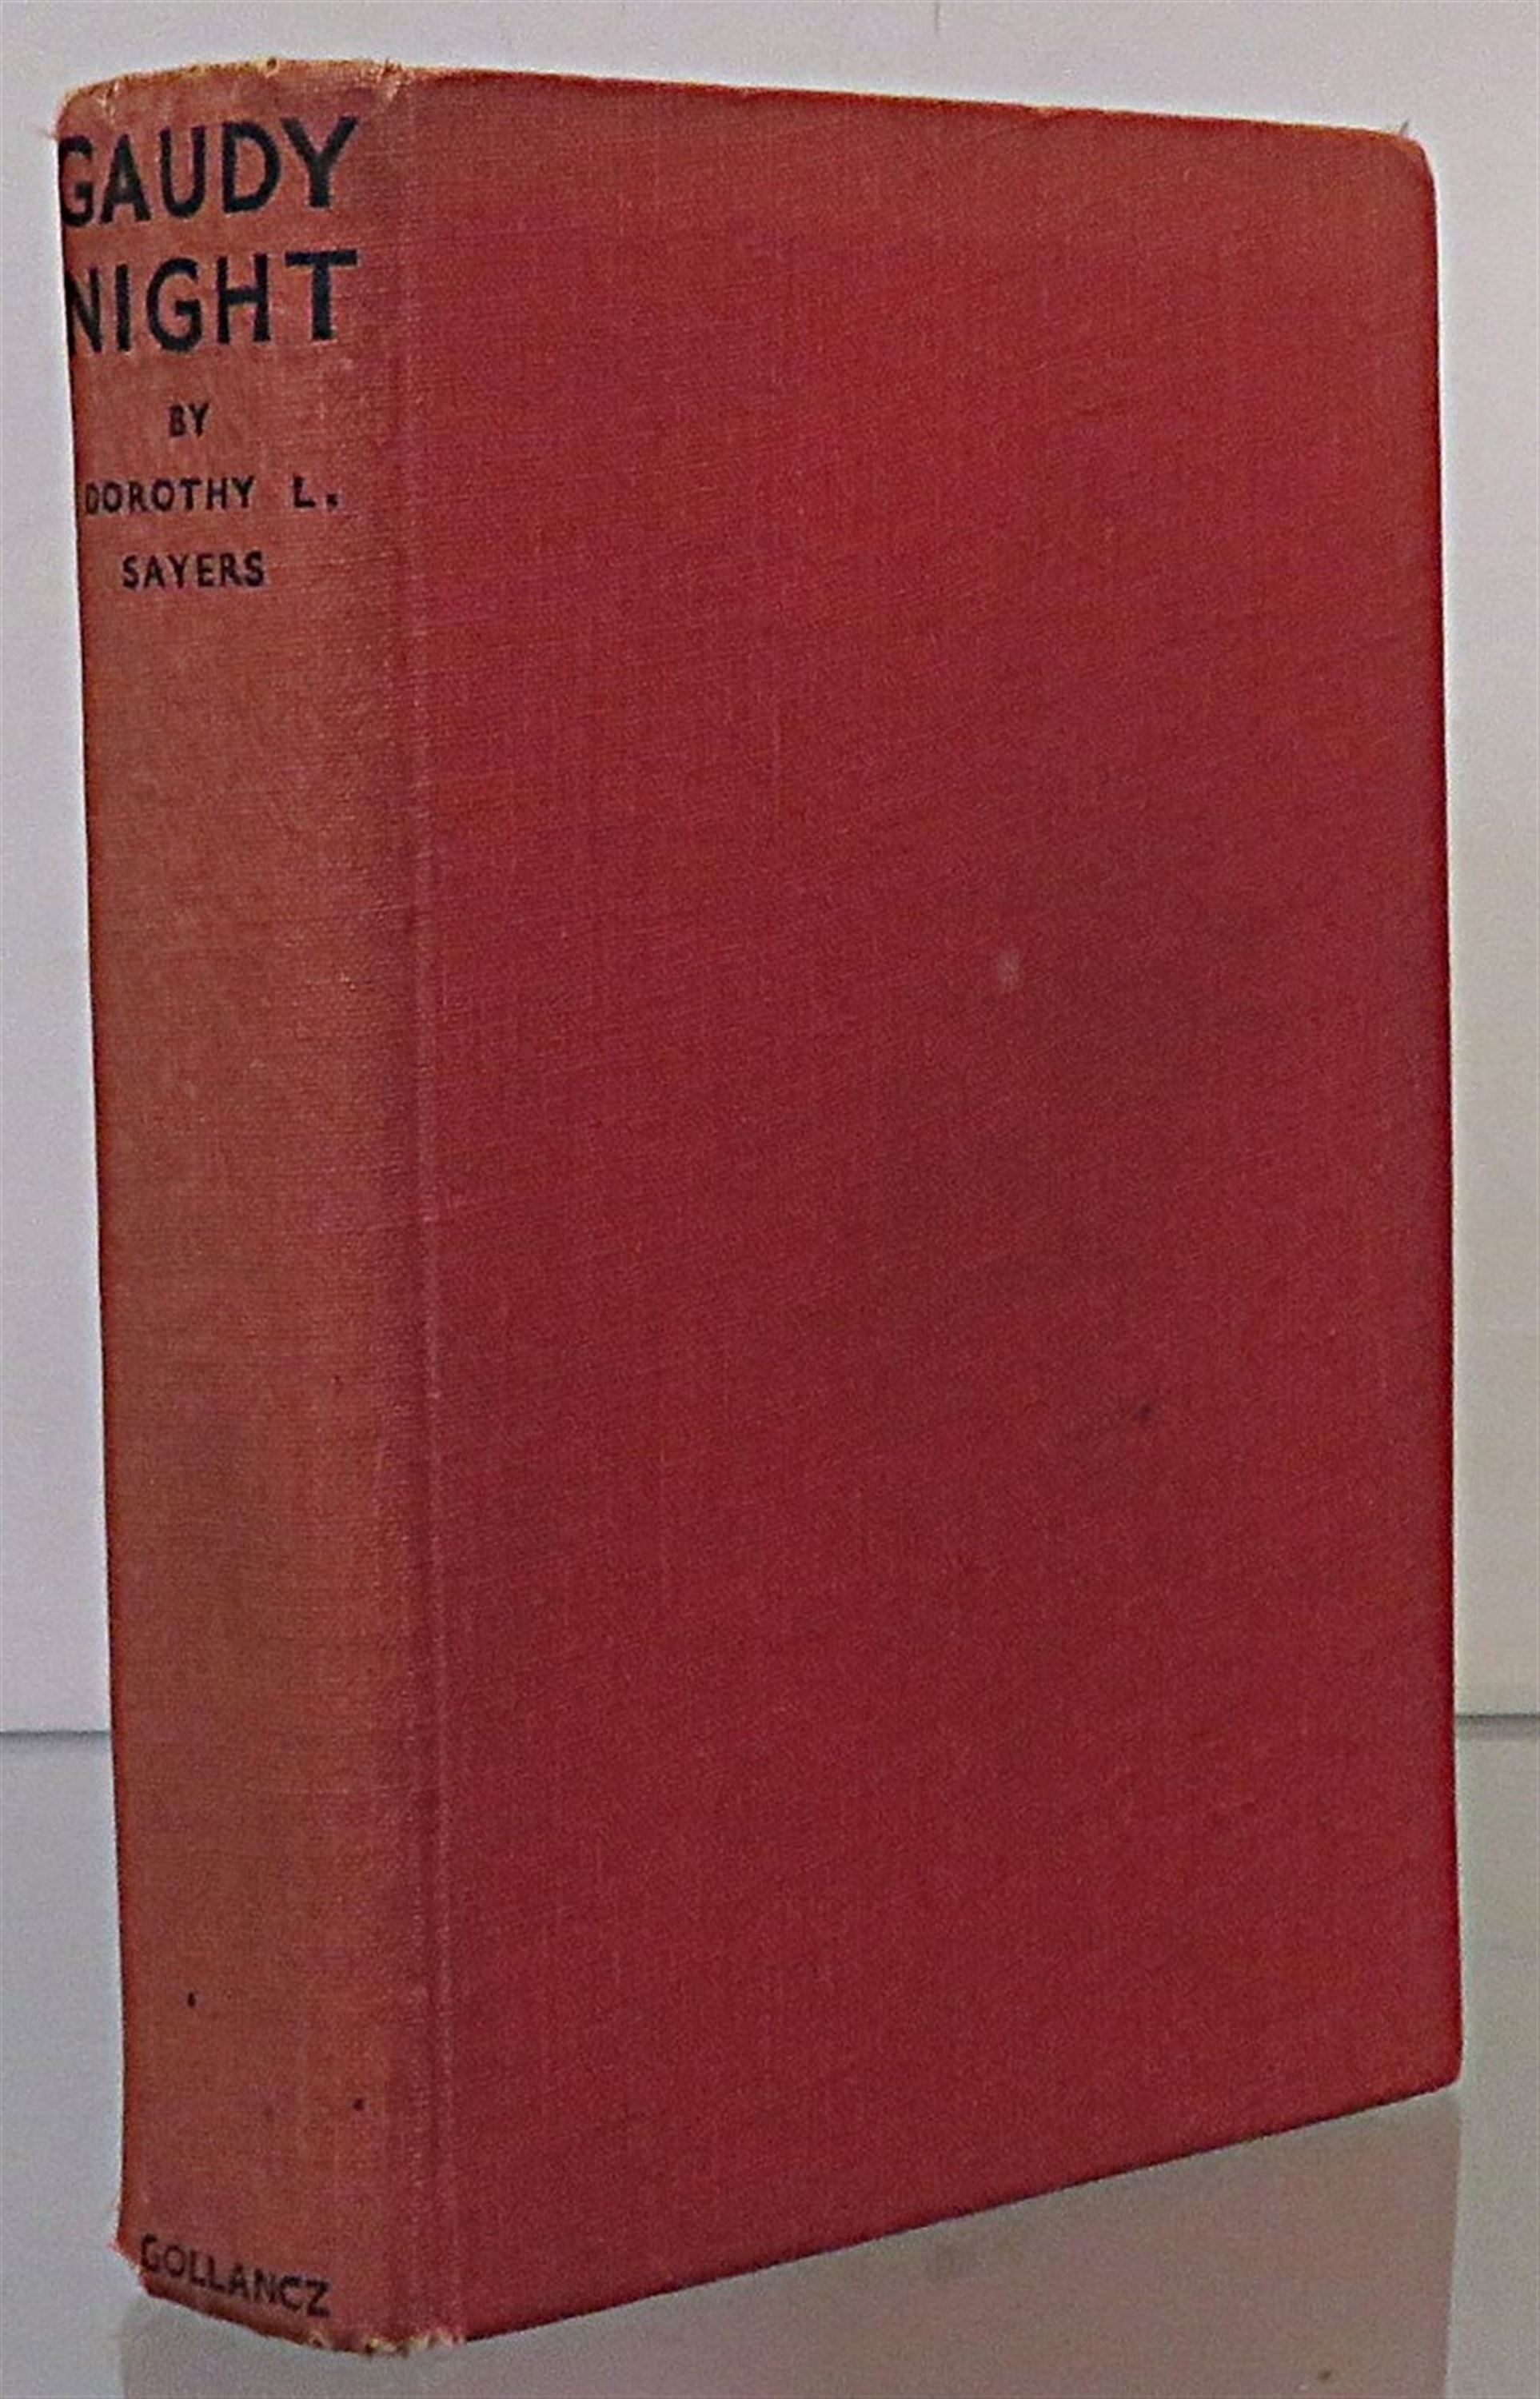 GAUDY
NIGHT
BY
DOROTHY L.
SAYERS
GOLLANCZ